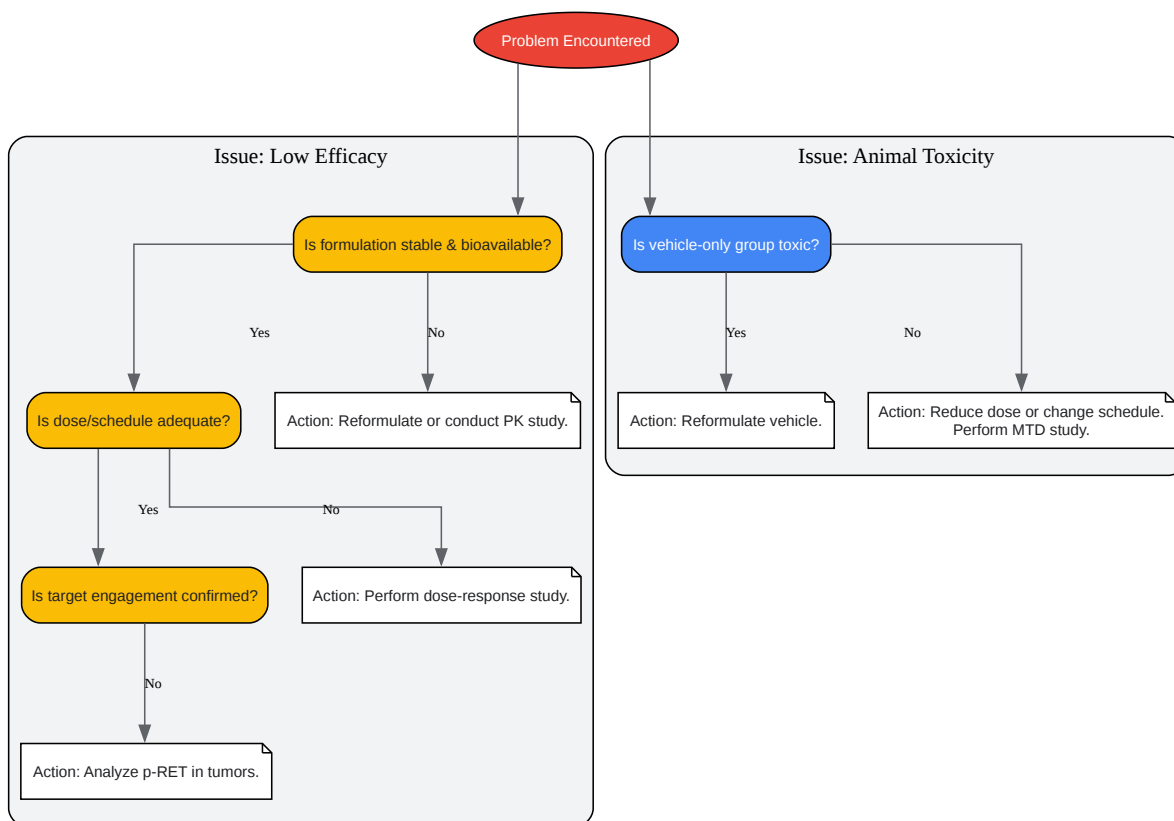 Problem Encountered
Issue: Low Efficacy
Issue: Animal Toxicity
Is formulation stable & bioavailable?
Is vehicle-only group toxic?
Yes
No
Yes
No
Is dose/schedule adequate?
Action: Reformulate or conduct PK study.
Action: Reformulate vehicle.
Action: Reduce dose or change schedule.
Perform MTD study.
Yes
No
Is target engagement confirmed?
Action: Perform dose-response study.
No
Action: Analyze p-RET in tumors.